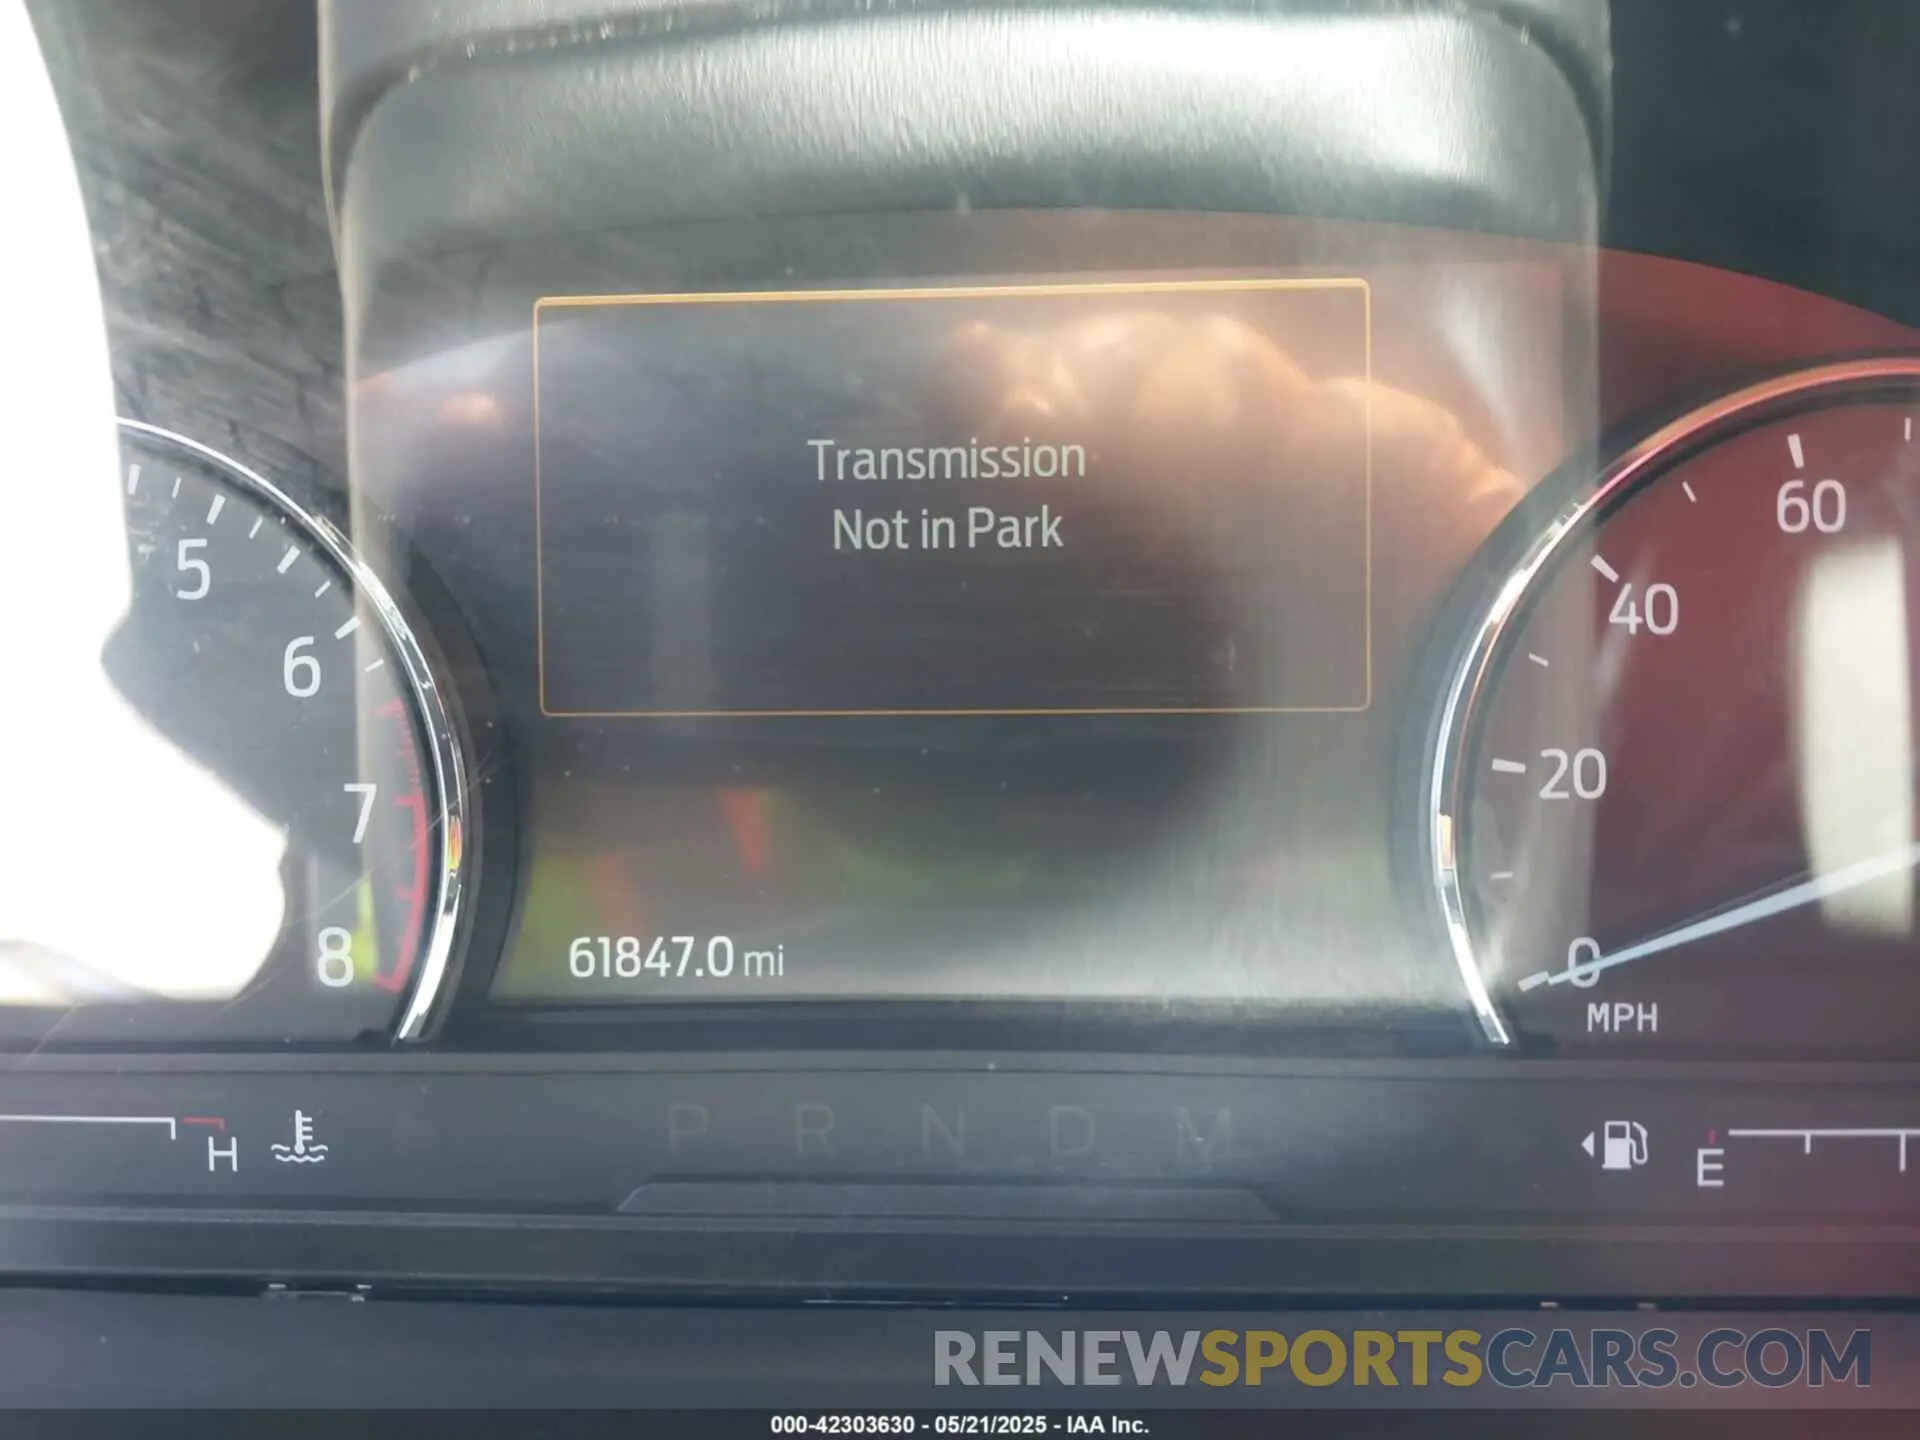 Transmission
Not in Park
5
6
7
8
60
40
20
0
MPH
61847.0 mi
H
P R N D M
E
RENEWSPORTSCARS.COM
000-42303630 - 05/21/2025 - IAA Inc.